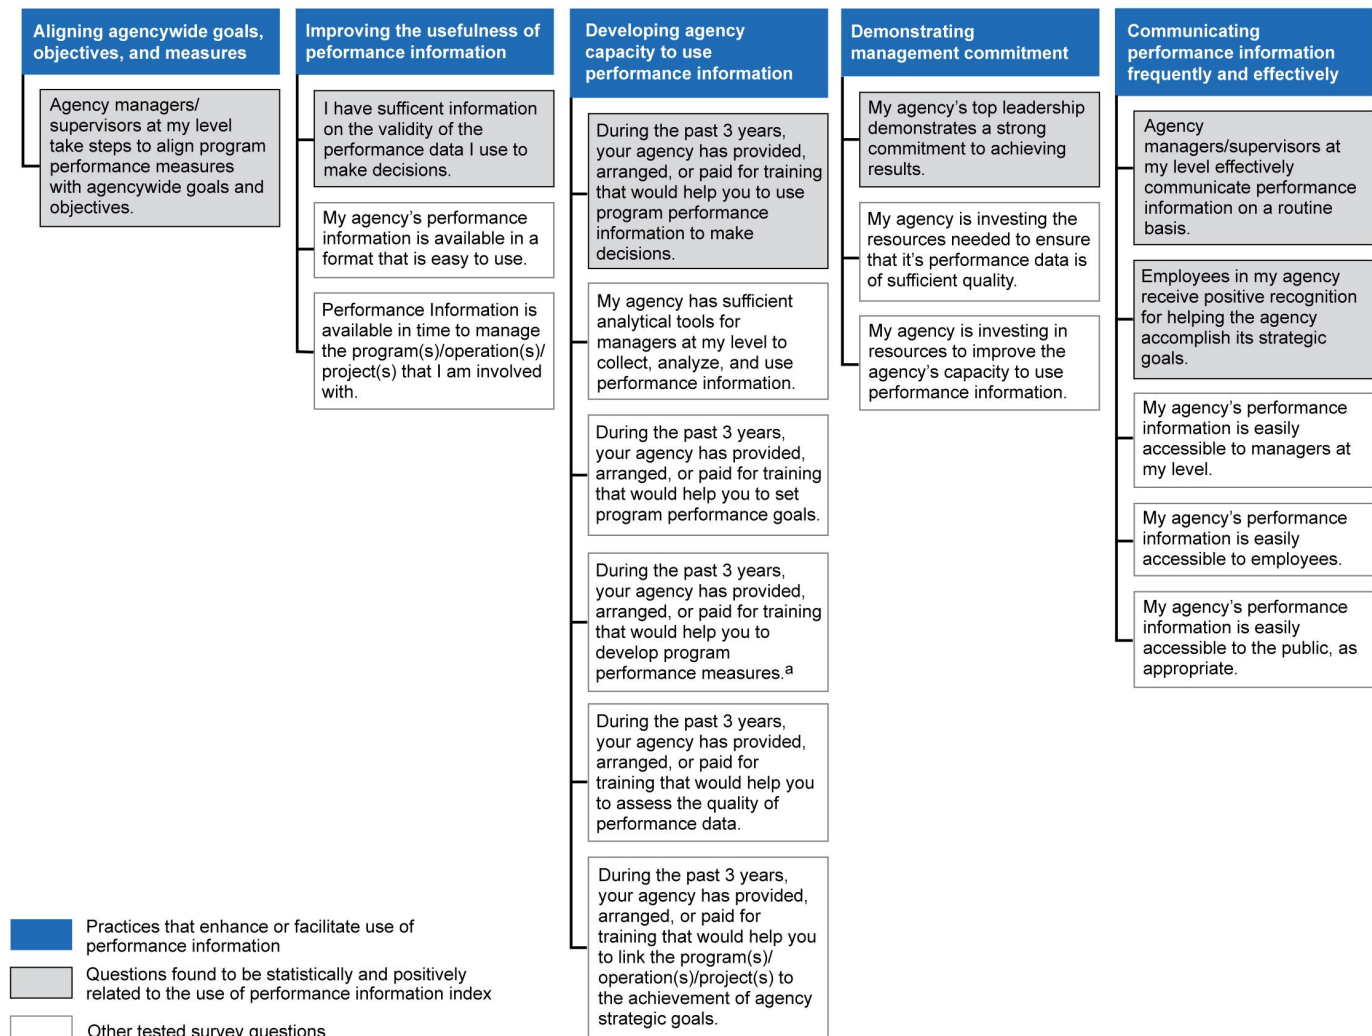 Aligning agencywide goals,
objectives, and measures
Agency managers/
supervisors at my level
take steps to align program
performance measures
with agencywide goals and
objectives.
Improving the usefulness of
peformance information
I have sufficent information
on the validity of the
performance data I use to
make decisions.
My agency’s performance
information is available in a
format that is easy to use.
Performance Information is
available in time to manage
the program(s)/operation(s)/
project(s) that I am involved
with.
Developing agency
capacity to use
performance information
During the past 3 years,
your agency has provided,
arranged, or paid for training
that would help you to use
program performance
information to make
decisions.
My agency has sufficient
analytical tools for
managers at my level to
collect, analyze, and use
performance information.
During the past 3 years,
your agency has provided,
arranged, or paid for training
that would help you to set
program performance goals.
During the past 3 years,
your agency has provided,
arranged, or paid for training
that would help you to
develop program
performance measures.a
During the past 3 years,
your agency has provided,
arranged, or paid for
training that would help you
to assess the quality of
performance data.
During the past 3 years,
your agency has provided,
arranged, or paid for
training that would help you
to link the program(s)/
operation(s)/project(s) to
the achievement of agency
strategic goals.
Demonstrating
management commitment
My agency’s top leadership
demonstrates a strong
commitment to achieving
results.
My agency is investing the
resources needed to ensure
that it’s performance data is
of sufficient quality.
My agency is investing in
resources to improve the
agency’s capacity to use
performance information.
Communicating
performance information
frequently and effectively
Agency
managers/supervisors at
my level effectively
communicate performance
information on a routine
basis.
Employees in my agency
receive positive recognition
for helping the agency
accomplish its strategic
goals.
My agency’s performance
information is easily
accessible to managers at
my level.
My agency’s performance
information is easily
accessible to employees.
My agency’s performance
information is easily
accessible to the public, as
appropriate.
Practices that enhance or facilitate use of
performance information
Questions found to be statistically and positively
related to the use of performance information index
Other tested survey questions